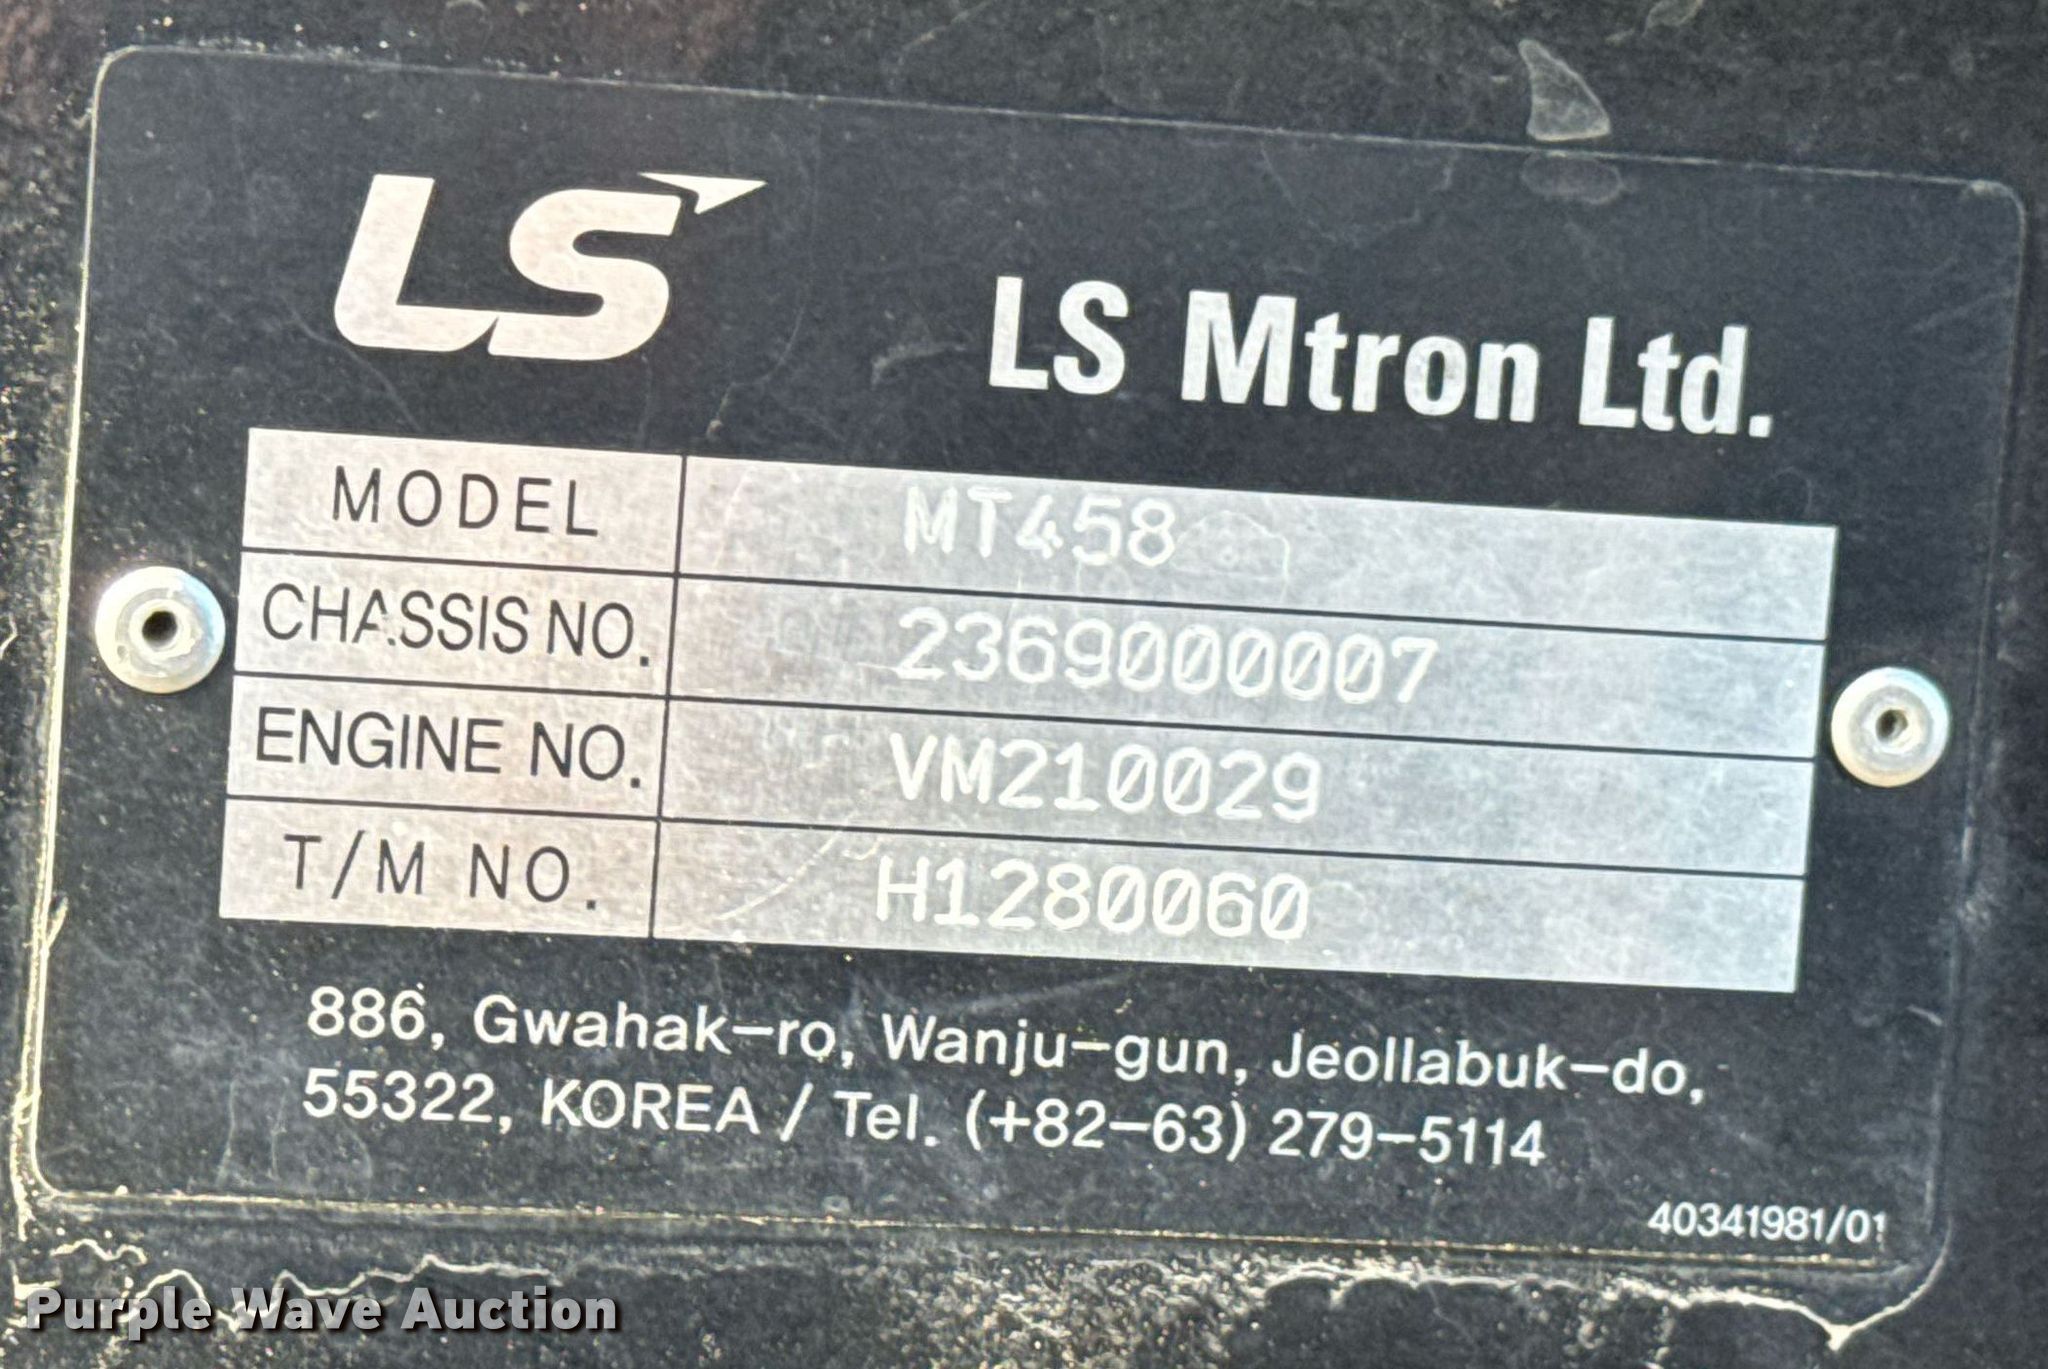 LS
LS Mtron Ltd.
MODEL MT458
CHASSIS NO. 2369000007
ENGINE NO. VM210029
T/M NO. H1280060
886, Gwahak-ro, Wanju-gun, Jeollabuk-do,
55322, KOREA / Tel. (+82-63) 279-5114
40341981/01
Purple Wave Auction